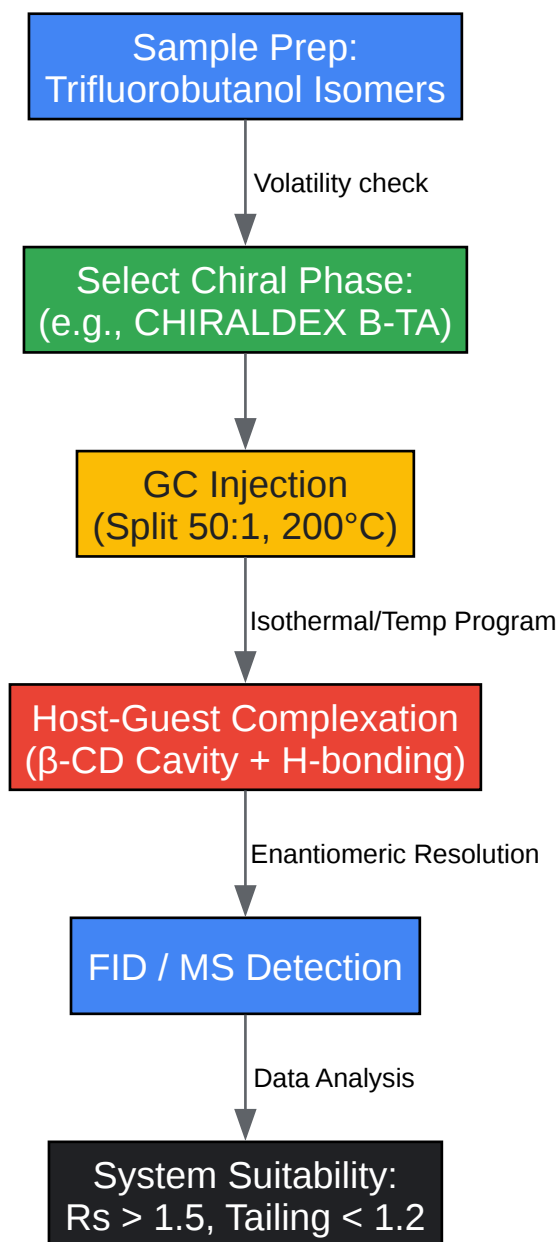 Sample Prep:
Trifluorobutanol Isomers
Volatility check
Select Chiral Phase:
(e.g., CHIRALDEX B-TA)
GC Injection
(Split 50:1, 200°C)
Isothermal/Temp Program
Host-Guest Complexation
(β-CD Cavity + H-bonding)
Enantiomeric Resolution
FID / MS Detection
Data Analysis
System Suitability:
Rs > 1.5, Tailing < 1.2